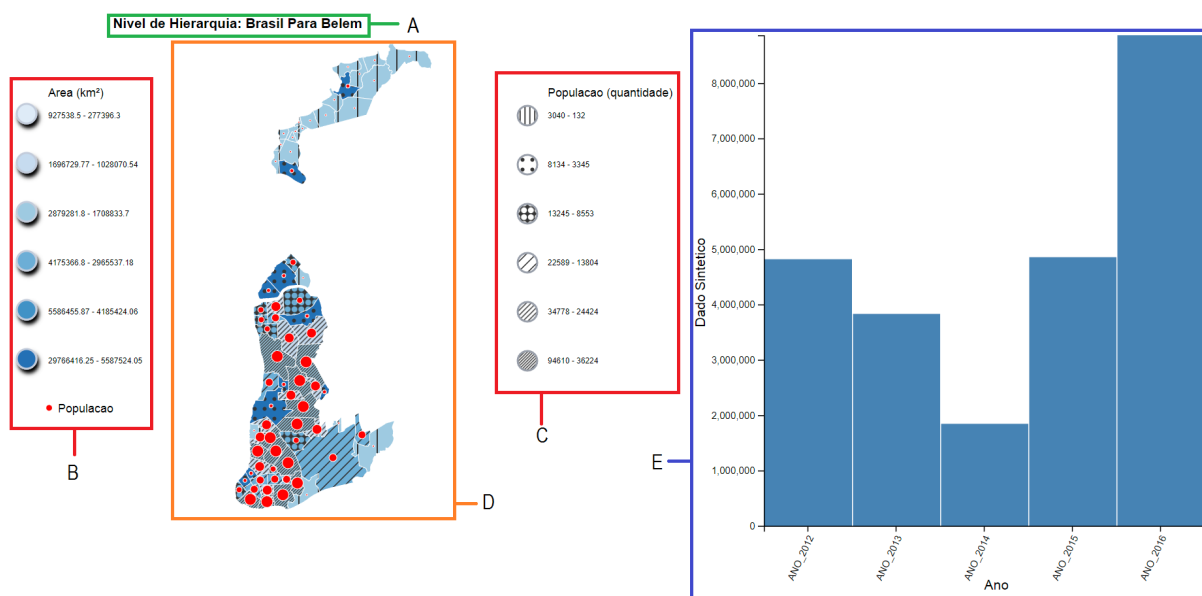 Nivel de Hierarquia: Brasil Para Belem
A
Area (km²)
927538.5 - 277396.3
1696729.77 - 1028070.54
2879281.8 - 1708833.7
4175366.8 - 2965537.18
5586455.87 - 4185424.06
29766416.25 - 5587524.05
Populacao
B
Populacao (quantidade)
3040 - 132
8134 - 3345
13245 - 8553
22589 - 13804
34778 - 24424
94610 - 36224
C
D
E
Dado Sintetico
8,000,000
7,000,000
6,000,000
5,000,000
4,000,000
3,000,000
2,000,000
1,000,000
0
ANO_2012
ANO_2013
ANO_2014
ANO_2015
ANO_2016
Ano